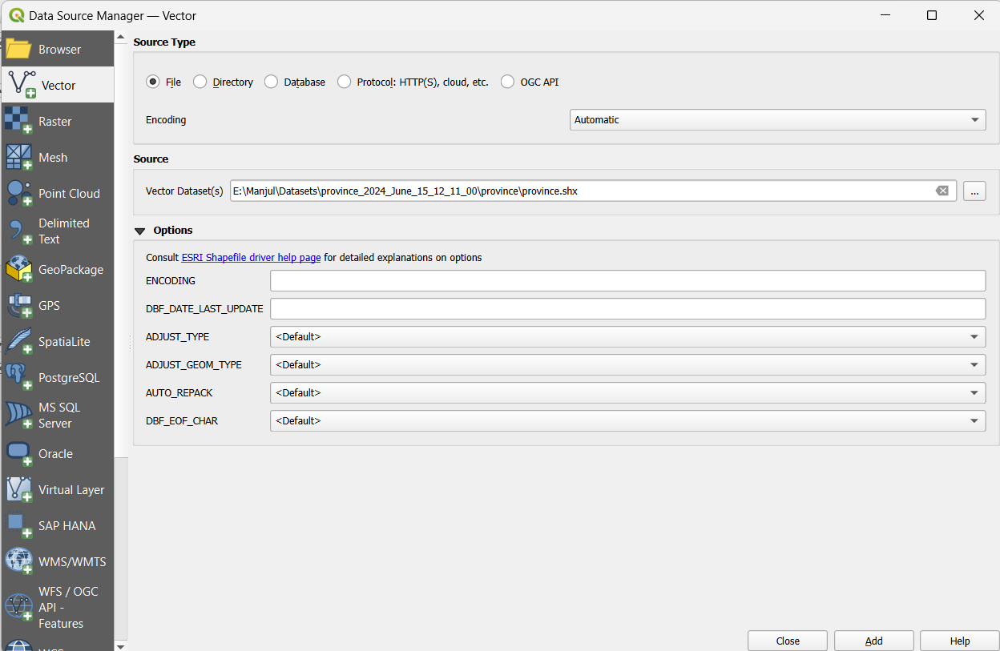 Data Source Manager — Vector
Browser
Vector
Raster
Mesh
Point Cloud
Delimited
Text
GeoPackage
GPS
SpatiaLite
PostgreSQL
MS SQL
Server
Oracle
Virtual Layer
SAP HANA
WMS/WMTS
WFS / OGC
API -
Features
Source Type
File Directory Database Protocol: HTTP(S), cloud, etc. OGC API
Encoding Automatic
Source
Vector Dataset(s) E:\Manjul\Datasets\province_2024_June_15_12_11_00\province\province.shx ...
Options
Consult ESRI Shapefile driver help page for detailed explanations on options
ENCODING
DBF_DATE_LAST_UPDATE
ADJUST_TYPE <Default>
ADJUST_GEOM_TYPE <Default>
AUTO_REPACK <Default>
DBF_EOF_CHAR <Default>
Close Add Help